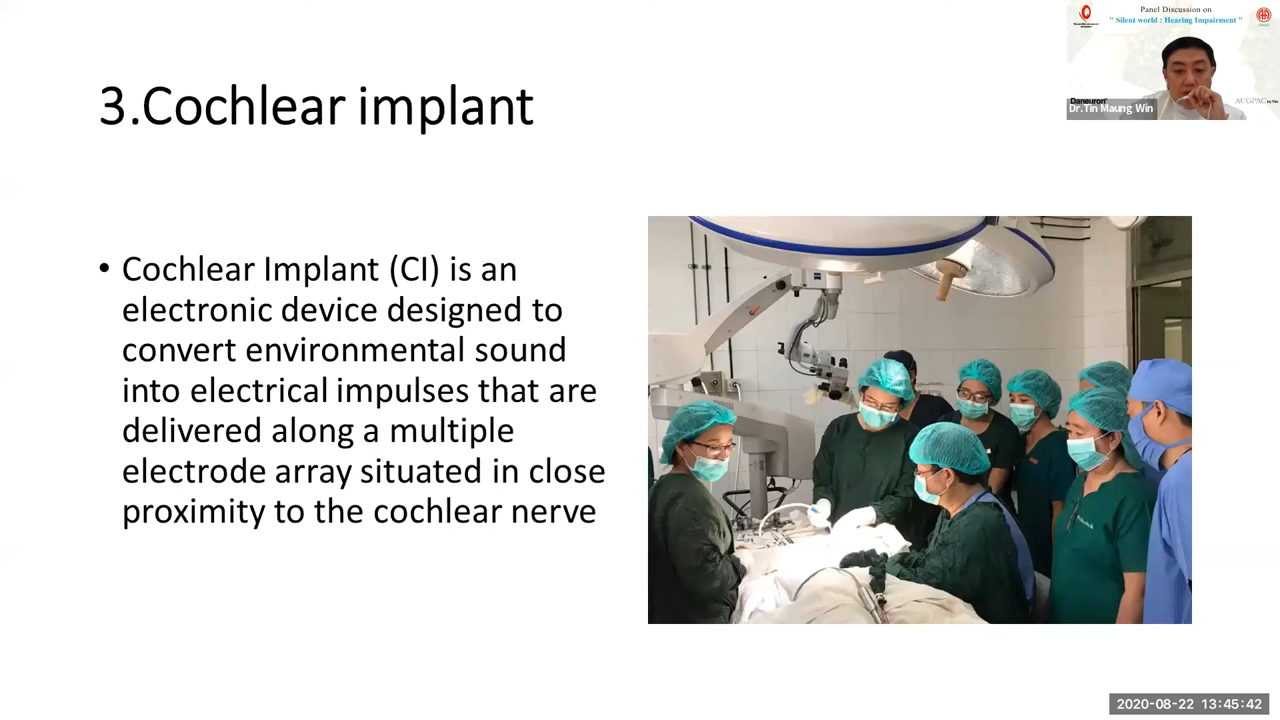 Panel Discussion on
" Silent world : Hearing Impairment "
Daneuron
Dr.Tin Maung Win
3.Cochlear implant
• Cochlear Implant (CI) is an
electronic device designed to
convert environmental sound
into electrical impulses that are
delivered along a multiple
electrode array situated in close
proximity to the cochlear nerve
2020-08-22 13:45:42